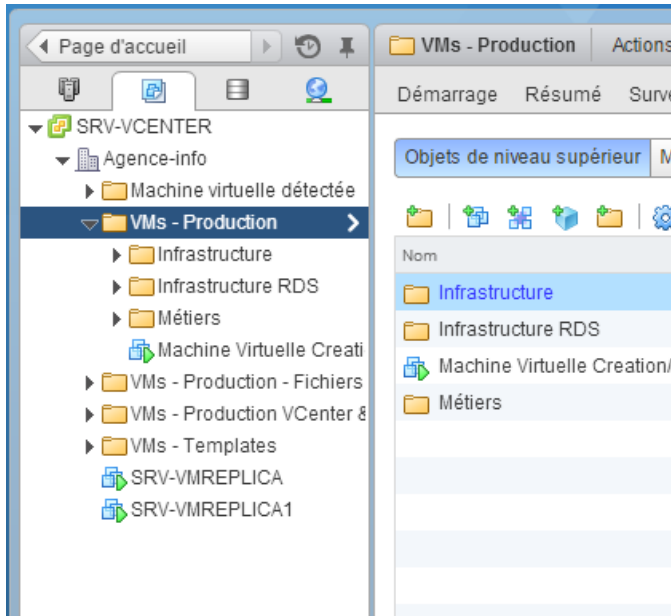 Page d'accueil
VMs - Production
Actions
Démarrage Résumé Surve
SRV-VCENTER
Agence-info
Machine virtuelle détectée
VMs - Production
Infrastructure
Infrastructure RDS
Métiers
Machine Virtuelle Creati
VMs - Production - Fichiers
VMs - Production VCenter &
VMs - Templates
SRV-VMREPLICA
SRV-VMREPLICA1
Objets de niveau supérieur M
Nom
Infrastructure
Infrastructure RDS
Machine Virtuelle Creation/
Métiers